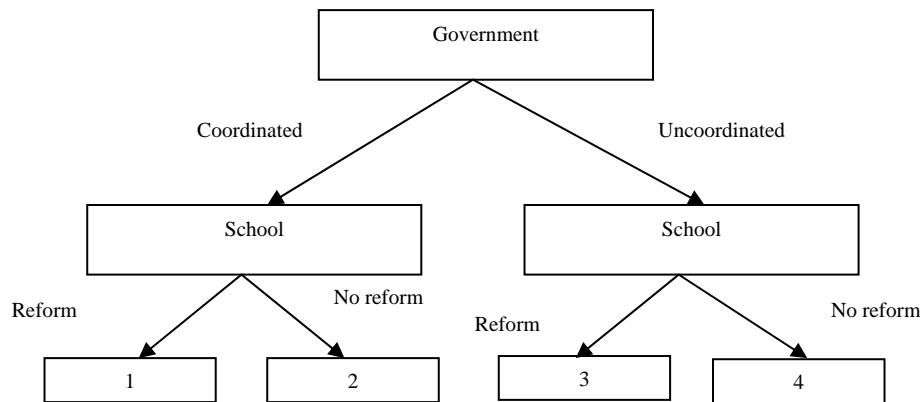 Government
Coordinated
Uncoordinated
School
School
Reform
No reform
Reform
No reform
1
2
3
4